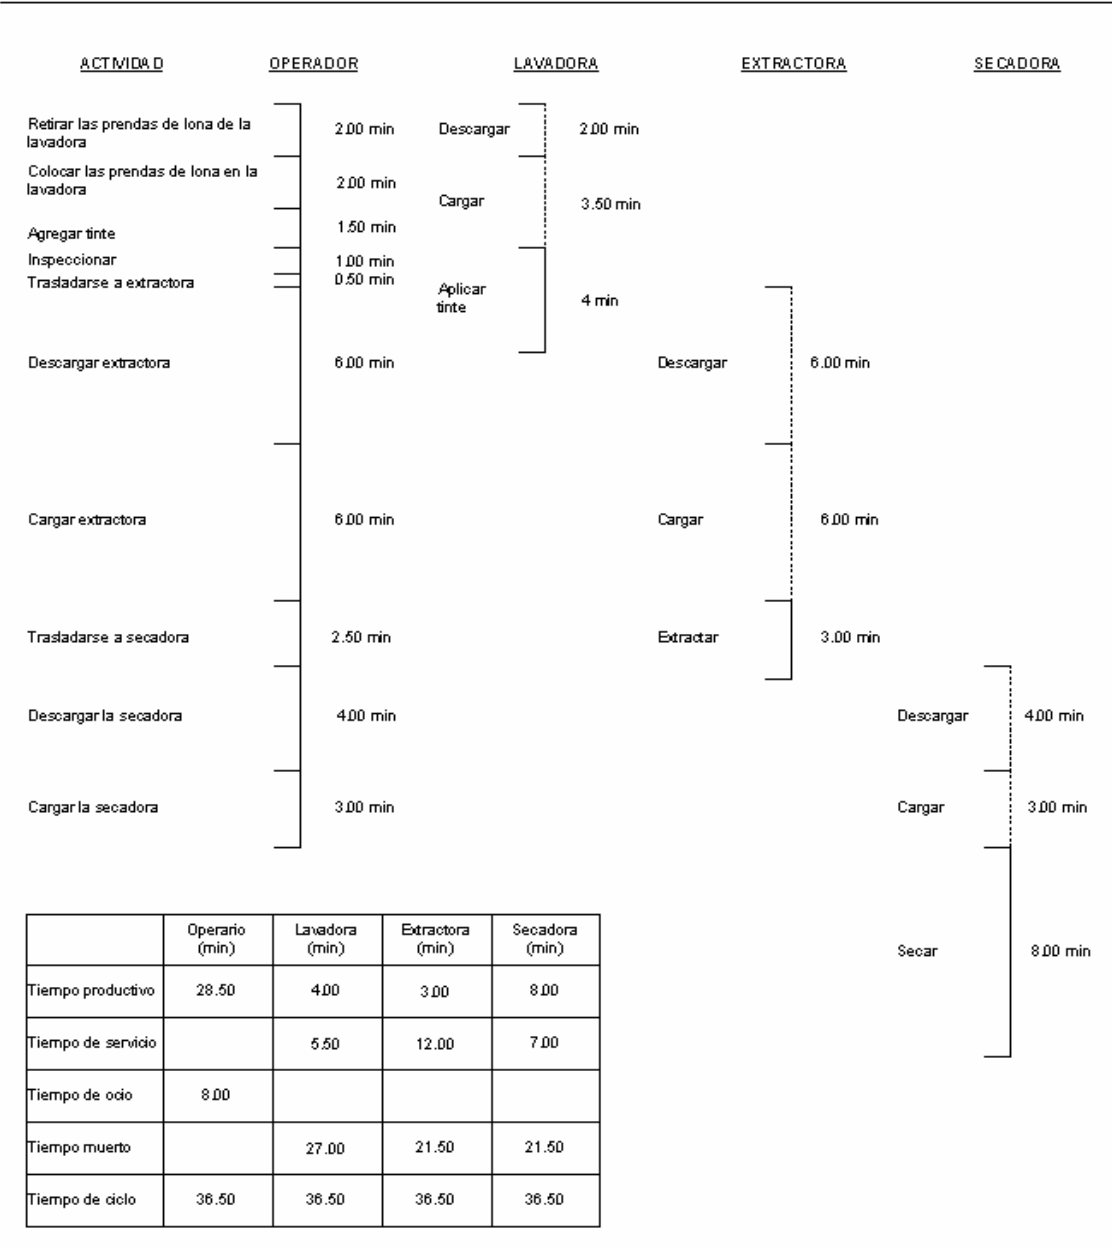 ACTIVIDAD OPERADOR LAVADORA EXTRACTORA SECADORA
Retirar las prendas de lona de la
lavadora
2.00 min Descargar 2.00 min
Colocar las prendas de lona en la
lavadora
2.00 min
Cargar 3.50 min
Agregar tinte 1.50 min
Inspeccionar 1.00 min
Trasladarse a extractora 0.50 min
Aplicar
tinte
4 min
Descargar extractora 6.00 min Descargar 6.00 min
Cargar extractora 6.00 min Cargar 6.00 min
Trasladarse a secadora 2.50 min Extractar 3.00 min
Descargar la secadora 4.00 min Descargar 4.00 min
Cargar la secadora 3.00 min Cargar 3.00 min
Secar 8.00 min
Operario Lavadora Extractora Secadora
(min) (min) (min) (min)
Tiempo productivo 28.50 4.00 3.00 8.00
Tiempo de servicio 5.50 12.00 7.00
Tiempo de ocio 8.00
Tiempo muerto 27.00 21.50 21.50
Tiempo de ciclo 36.50 36.50 36.50 36.50